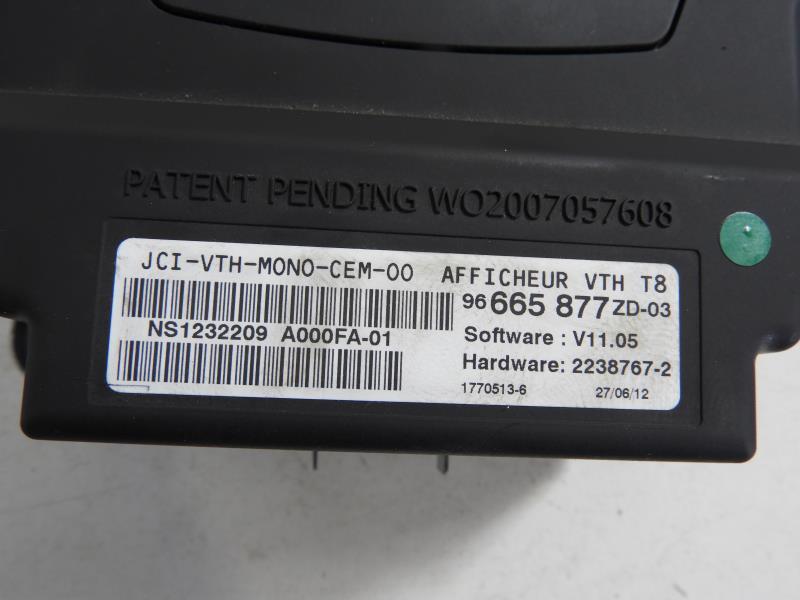 PATENT PENDING WO2007057608
JCI-VTH-MONO-CEM-00 AFFICHEUR VTH T8
96 665 877 ZD-03
NS1232209 A000FA-01
Software : V11.05
Hardware: 2238767-2
1770513-6 27/06/12